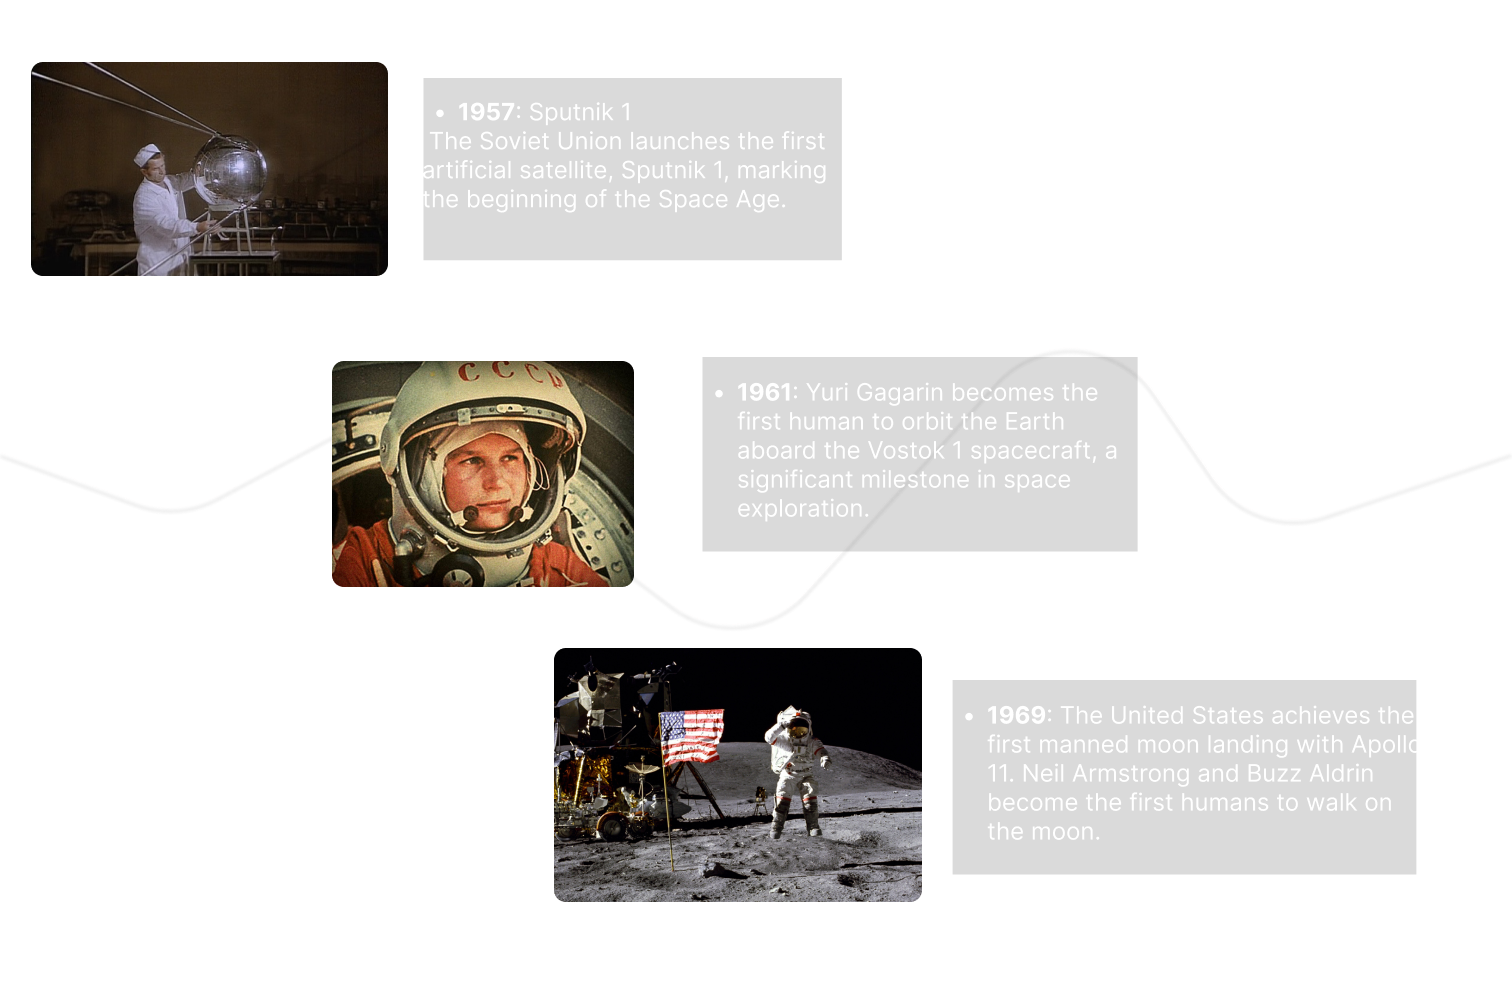 • 1957: Sputnik 1
The Soviet Union launches the first
artificial satellite, Sputnik 1, marking
the beginning of the Space Age.
СССР
• 1961: Yuri Gagarin becomes the
first human to orbit the Earth
aboard the Vostok 1 spacecraft, a
significant milestone in space
exploration.
• 1969: The United States achieves the
first manned moon landing with Apollo
11. Neil Armstrong and Buzz Aldrin
become the first humans to walk on
the moon.